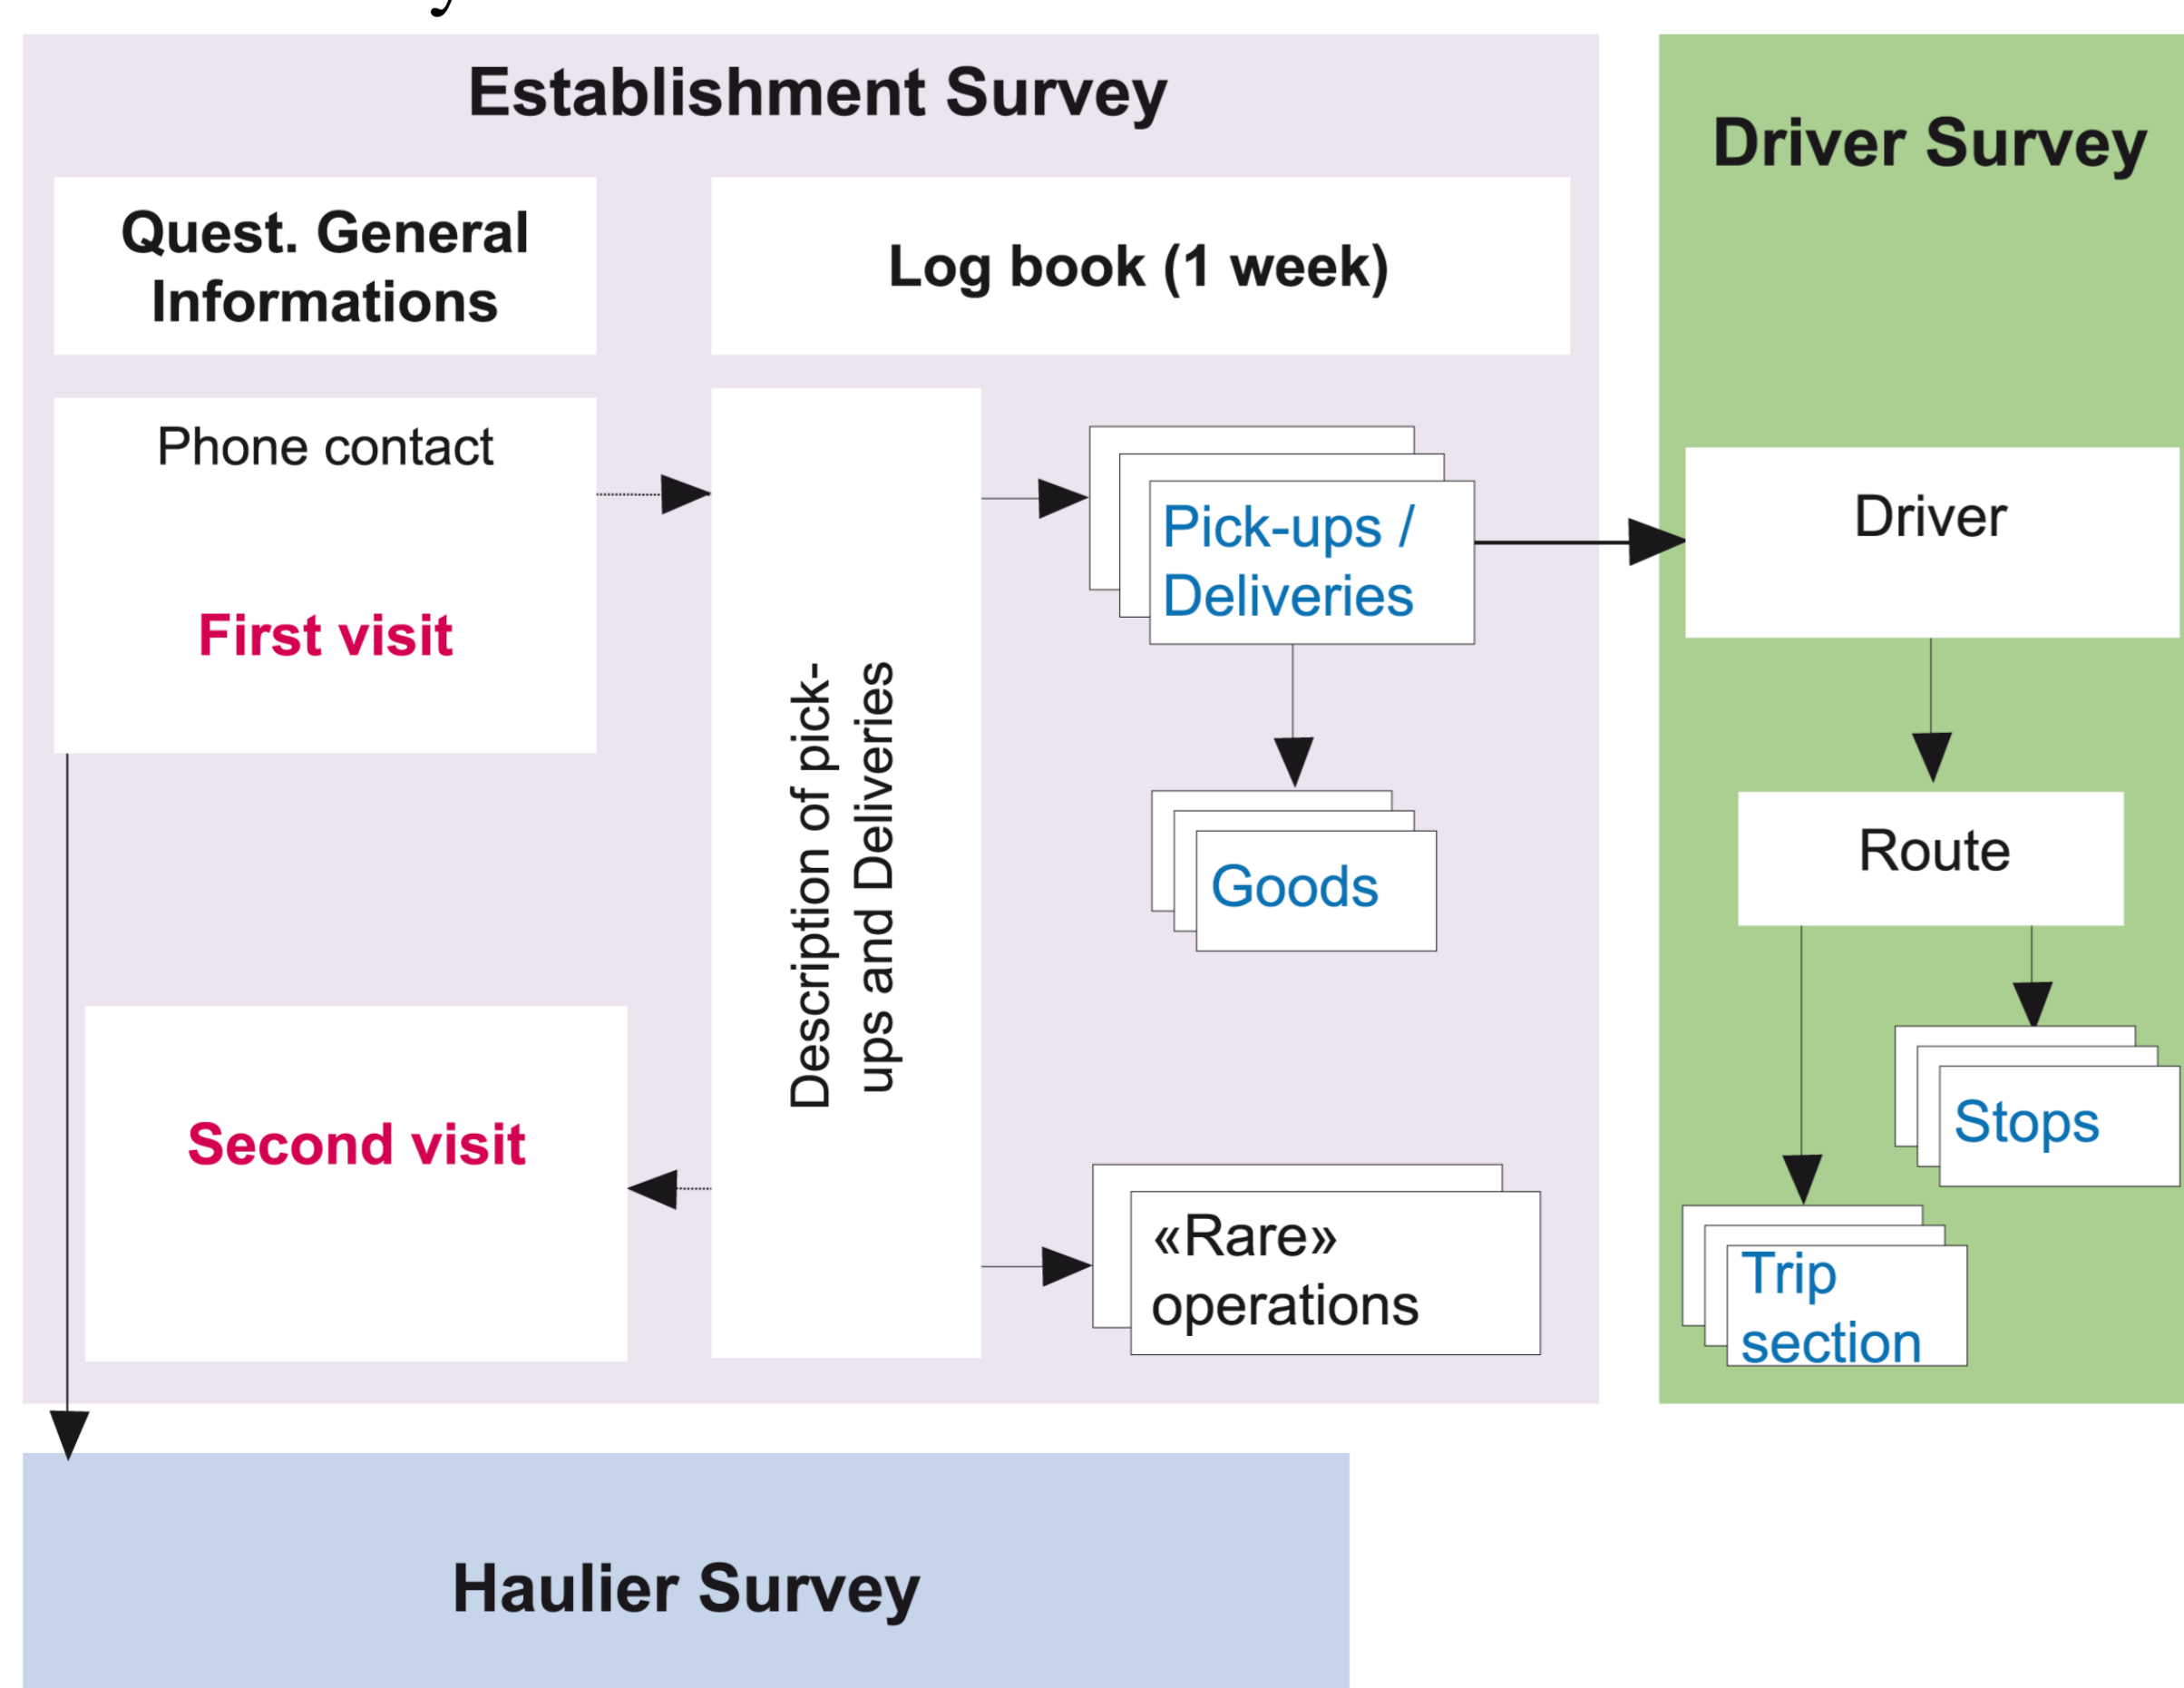 Establishment Survey
Quest. General
Informations
Log book (1 week)
Phone contact
First visit
Second visit
Description of pick-
ups and Deliveries
Pick-ups /
Deliveries
Goods
«Rare»
operations
Driver Survey
Driver
Route
Stops
Trip
section
Haulier Survey